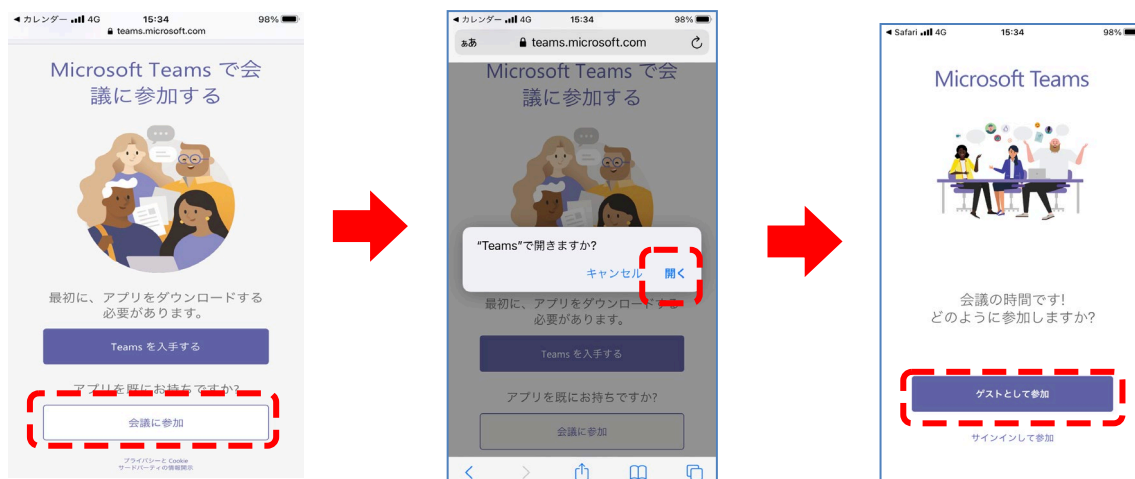 ◀ カレンダー 4G 15:34 98%
teams.microsoft.com
Microsoft Teams で会
議に参加する
最初に、アプリをダウンロードする
必要があります。
Teams を入手する
アプリを既にお持ちですか?
会議に参加
プライバシーと Cookie
サードパーティの情報開示
◀ カレンダー 4G 15:34 98%
ぁあ teams.microsoft.com
Microsoft Teams で会
議に参加する
"Teams"で開きますか?
キャンセル 開く
最初に、アプリをダウンロードする
必要があります。
Teams を入手する
アプリを既にお持ちですか?
会議に参加
◀ Safari 4G 15:34 98%
Microsoft Teams
会議の時間です!
どのように参加しますか?
ゲストとして参加
サインインして参加